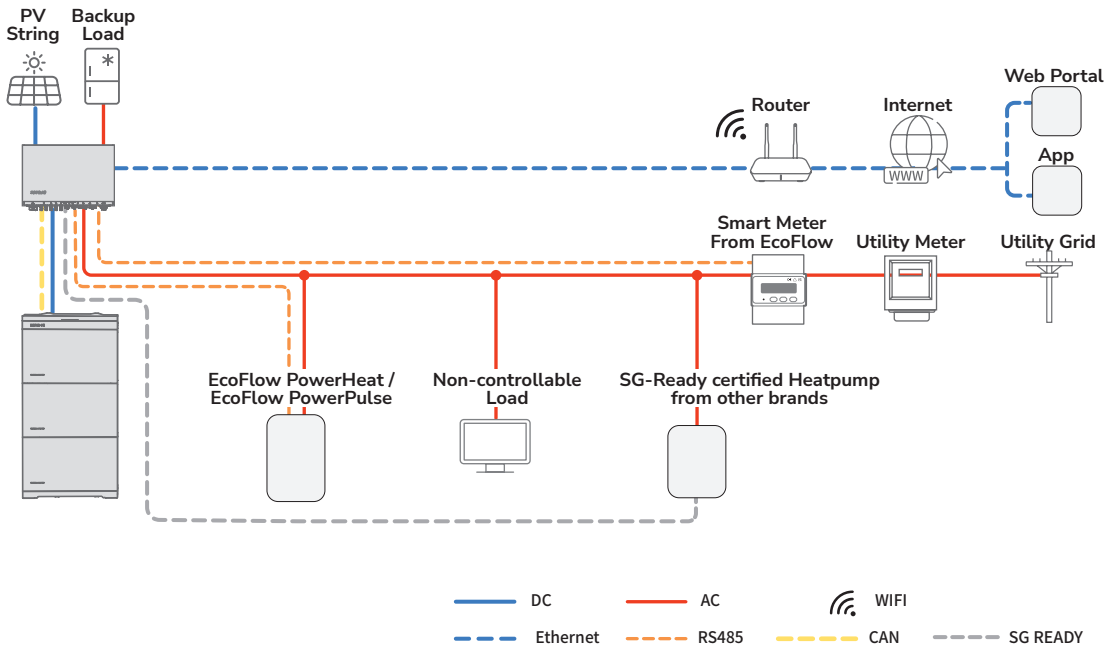 PV
String
Backup
Load
Router
Internet
WWW
Web Portal
App
Smart Meter
From EcoFlow
Utility Meter
Utility Grid
EcoFlow PowerHeat /
EcoFlow PowerPulse
Non-controllable
Load
SG-Ready certified Heatpump
from other brands
DC
AC
WIFI
Ethernet
RS485
CAN
SG READY